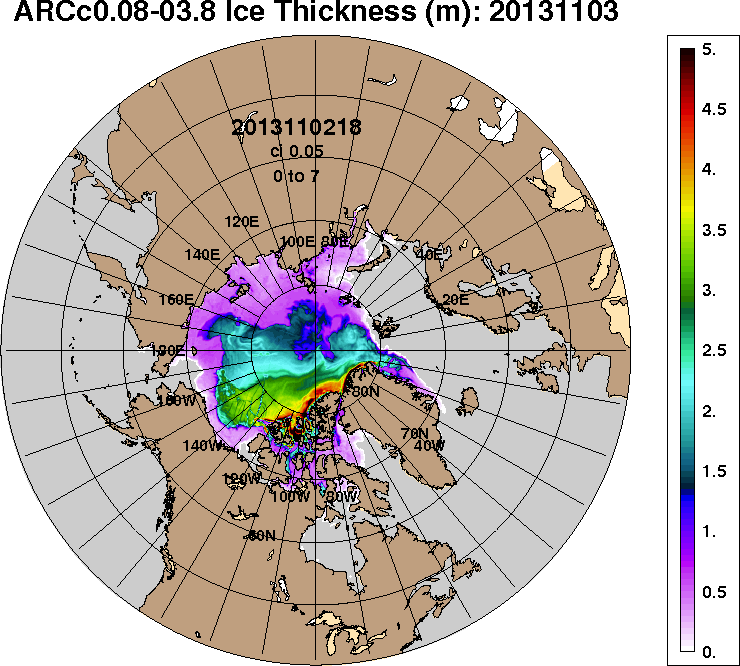 ARCc0.08-03.8 Ice Thickness (m): 20131103
2013110218
ci 0.05
0 to 7
120E
100E
80E
140E
40E
160E
20E
180E
160W
80N
140W
70N
40W
120W
100W
80W
60N
5.
4.5
4.
3.5
3.
2.5
2.
1.5
1.
0.5
0.